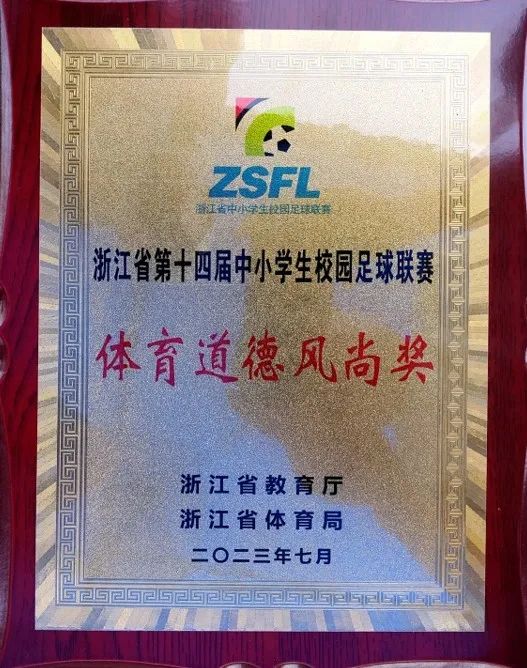 ZSFL
浙江省中小学生校园足球联赛
浙江省第十四届中小学生校园足球联赛
体育道德风尚奖
浙江省教育厅
浙江省体育局
二〇二三年七月